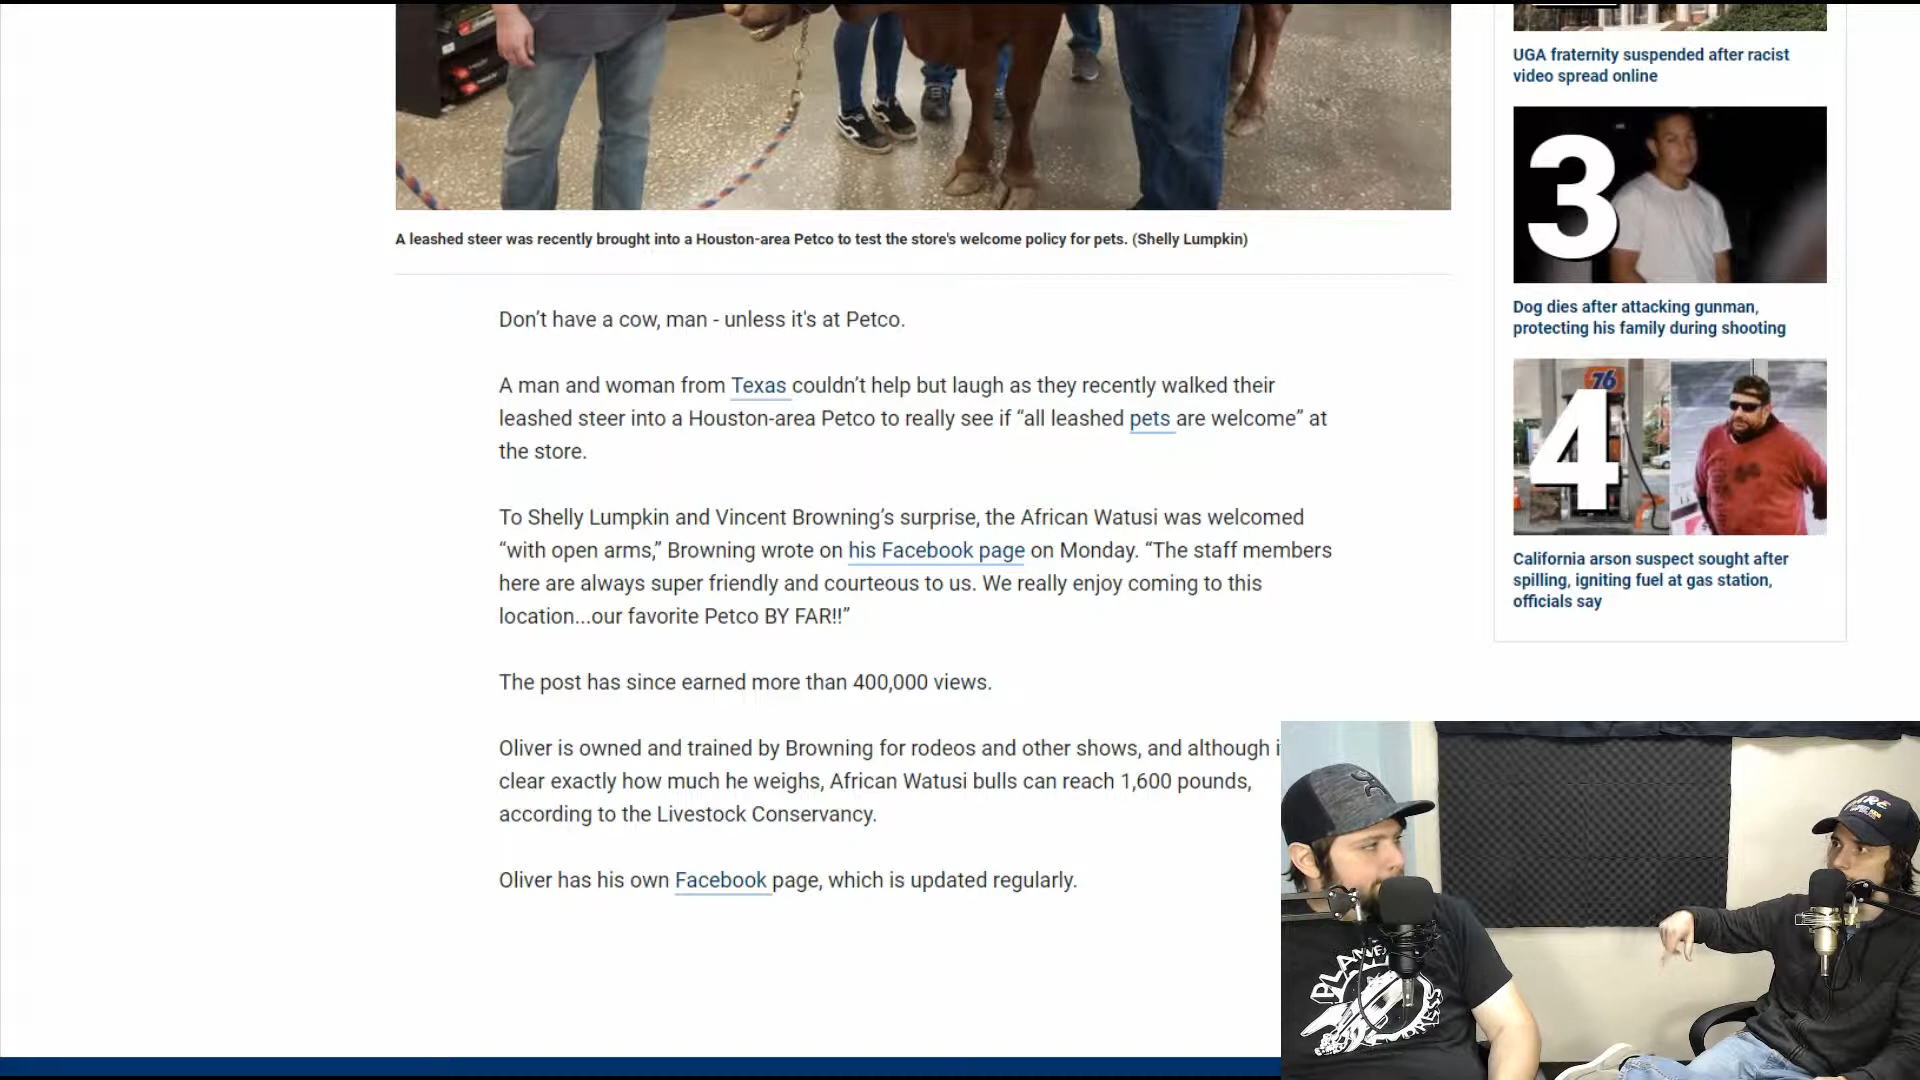 A leashed steer was recently brought into a Houston-area Petco to test the store's welcome policy for pets. (Shelly Lumpkin)
Don’t have a cow, man - unless it's at Petco.
A man and woman from Texas couldn’t help but laugh as they recently walked their
leashed steer into a Houston-area Petco to really see if “all leashed pets are welcome” at
the store.
To Shelly Lumpkin and Vincent Browning’s surprise, the African Watusi was welcomed
“with open arms,” Browning wrote on his Facebook page on Monday. “The staff members
here are always super friendly and courteous to us. We really enjoy coming to this
location...our favorite Petco BY FAR!!”
The post has since earned more than 400,000 views.
Oliver is owned and trained by Browning for rodeos and other shows, and although
clear exactly how much he weighs, African Watusi bulls can reach 1,600 pounds,
according to the Livestock Conservancy.
Oliver has his own Facebook page, which is updated regularly.
UGA fraternity suspended after racist
video spread online
3
Dog dies after attacking gunman,
protecting his family during shooting
76
4
California arson suspect sought after
spilling, igniting fuel at gas station,
officials say